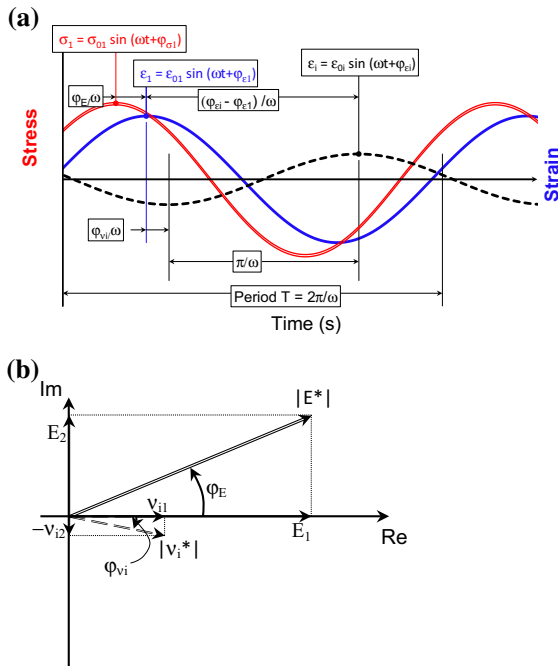 (a)
σ₁ = σ₀₁ sin (ωt+φσ1)
ε₁ = ε₀₁ sin (ωt+φε1)
εᵢ = ε₀ᵢ sin (ωt+φεi)
φE/ω
(φεi - φε1) /ω
Stress
Strain
φνi/ω
π/ω
Period T = 2π/ω
Time (s)
(b)
Im
|E*|
E₂
φE
νi1
−νi2
E₁
Re
|νi*|
φνi